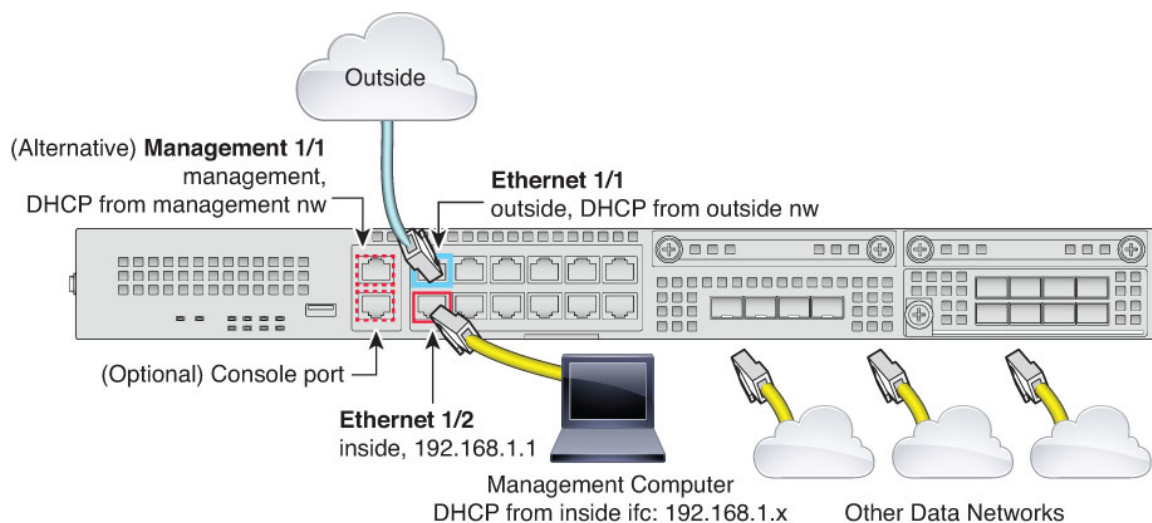 Outside
(Alternative) Management 1/1
management,
DHCP from management nw
Ethernet 1/1
outside, DHCP from outside nw
(Optional) Console port
Ethernet 1/2
inside, 192.168.1.1
Management Computer
DHCP from inside ifc: 192.168.1.x
Other Data Networks